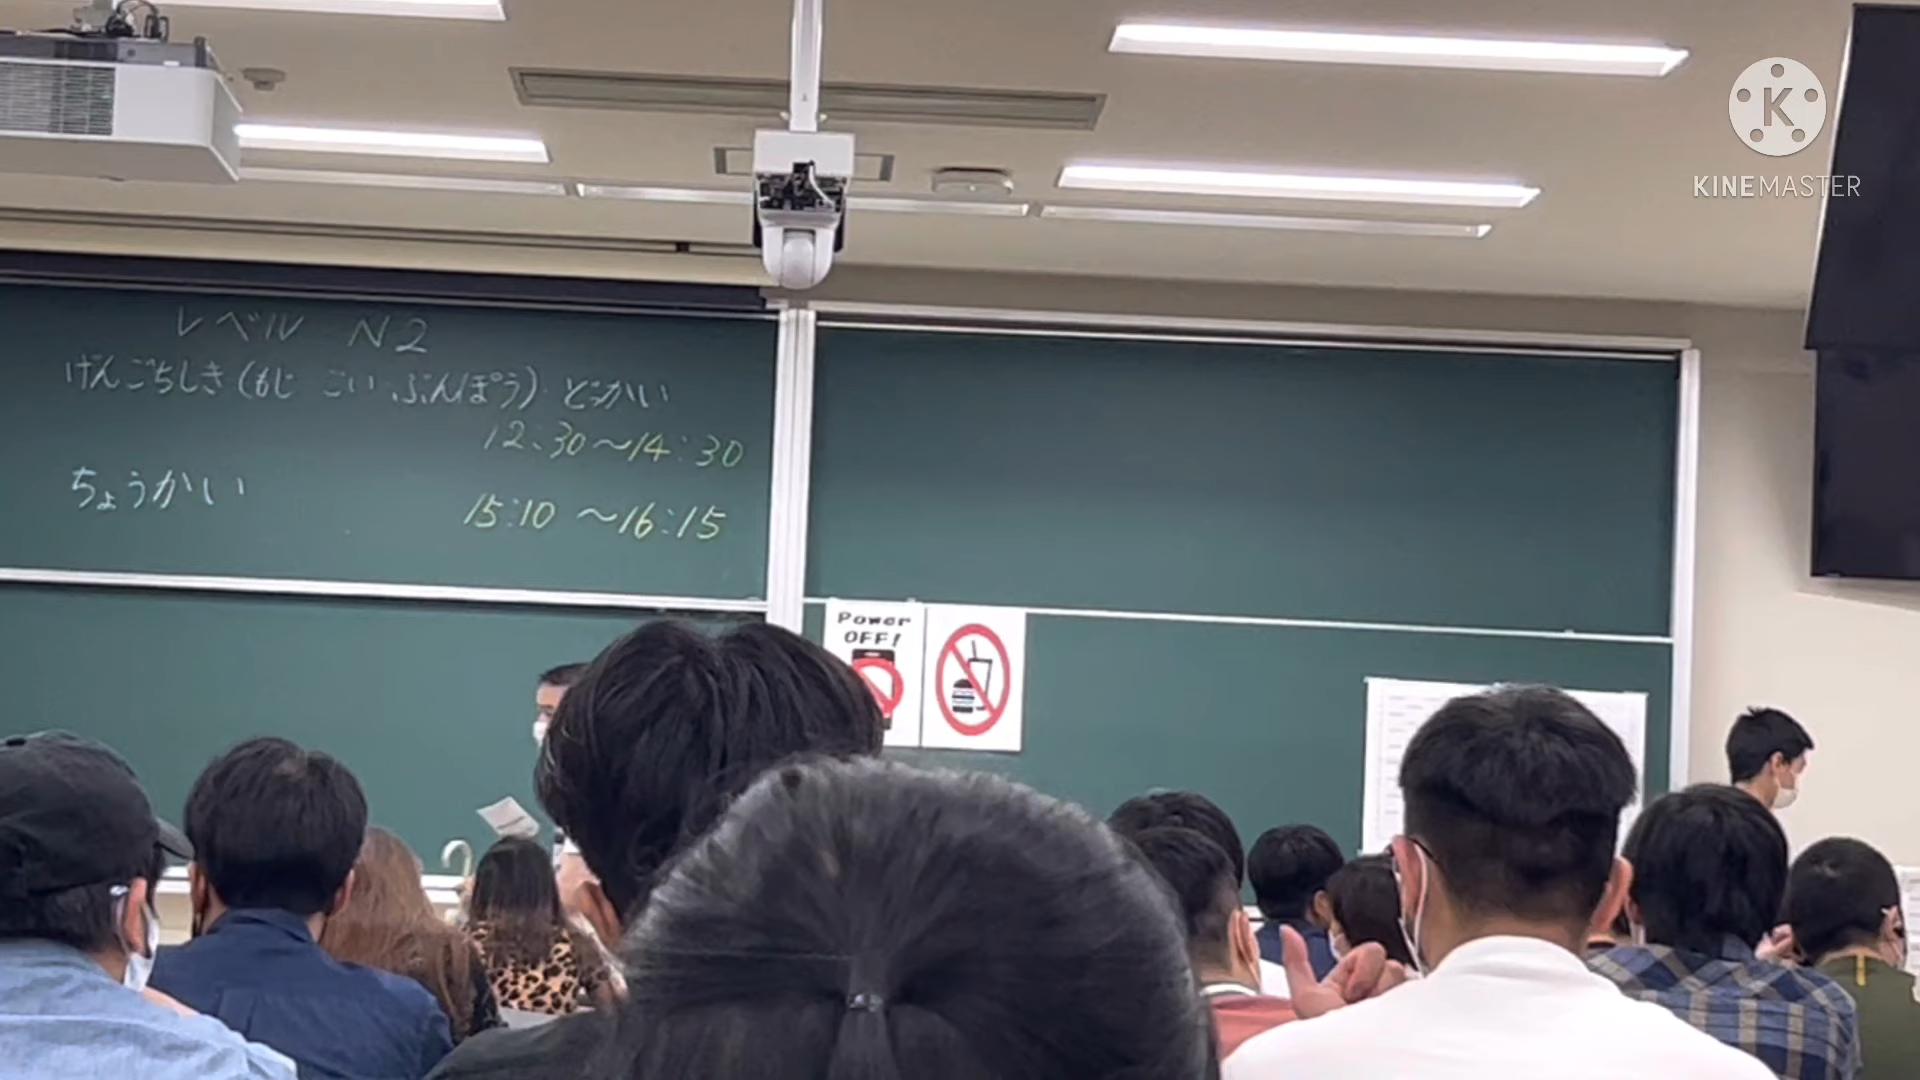 レベル N2
げんごちしき(もじ ごい ぶんぽう)・どっかい
12:30〜14:30
ちょうかい 15:10〜16:15
Power
OFF!
KINEMASTER